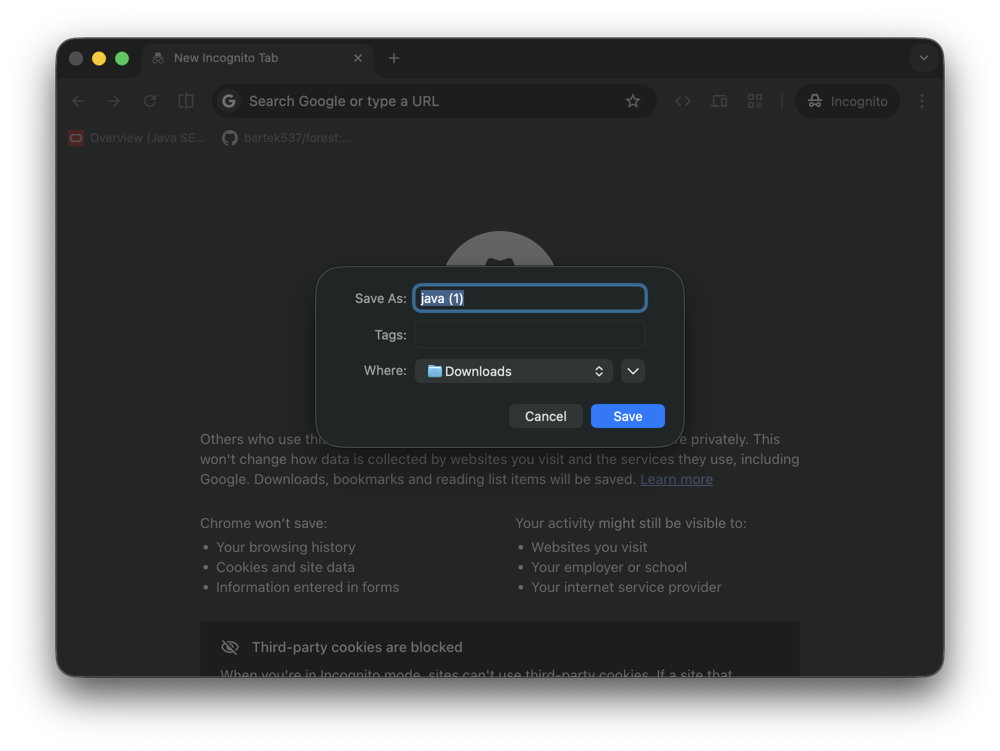 New Incognito Tab
Search Google or type a URL
Incognito
Overview (Java SE...
bartek537/forest:...
Save As: java (1)
Tags:
Where: Downloads
Cancel Save
Others who use this re privately. This
won't change how data is collected by websites you visit and the services they use, including
Google. Downloads, bookmarks and reading list items will be saved. Learn more
Chrome won’t save:
• Your browsing history
• Cookies and site data
• Information entered in forms
Your activity might still be visible to:
• Websites you visit
• Your employer or school
• Your internet service provider
Third-party cookies are blocked
When you're in Incognito mode, sites can't use third-party cookies. If a site that